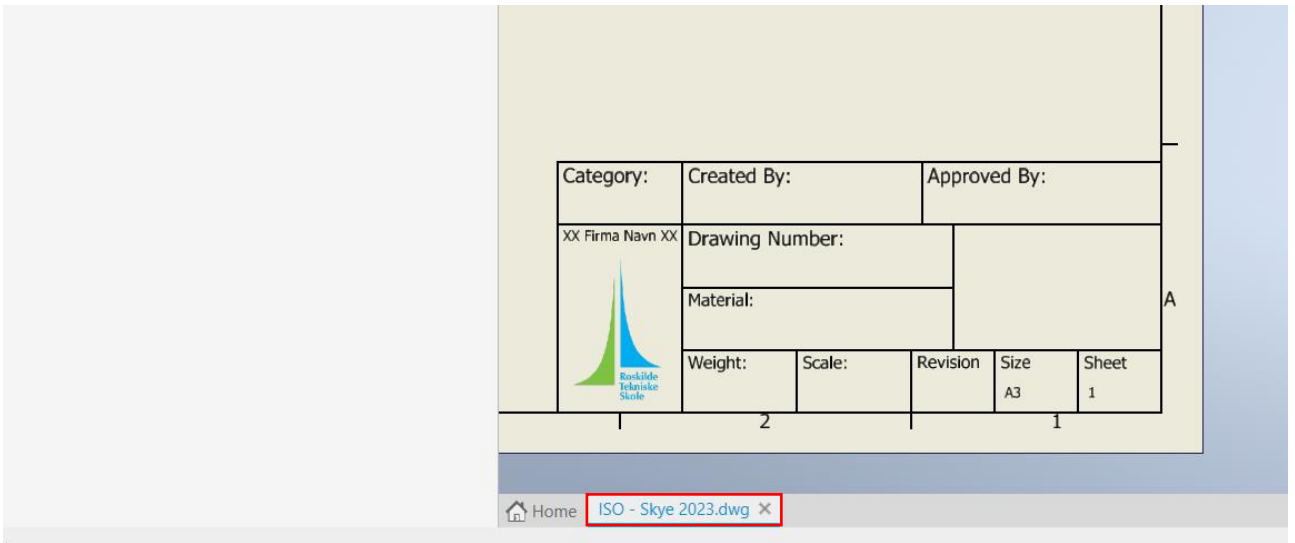 Category:
Created By:
Approved By:
XX Firma Navn XX
Drawing Number:
Material:
A
Weight:
Scale:
Revision
Size
Sheet
A3
1
Roskilde
Tekniske
Skole
2
1
Home
ISO - Skye 2023.dwg